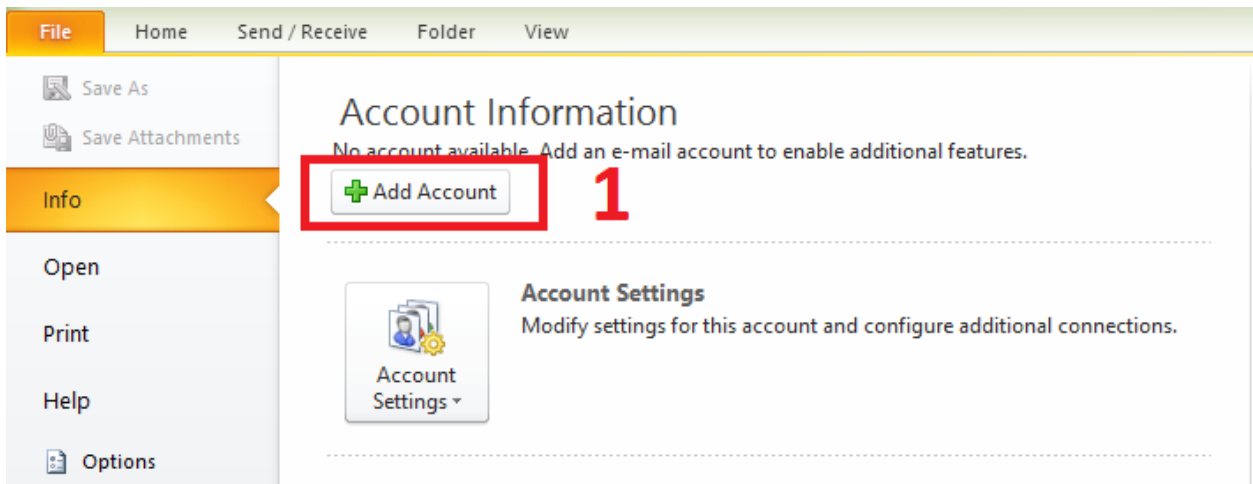 File Home Send / Receive Folder View
Save As
Save Attachments
Info
Open
Print
Help
Options
Account Information
No account available. Add an e-mail account to enable additional features.
Add Account
1
Account Settings
Modify settings for this account and configure additional connections.
Account
Settings